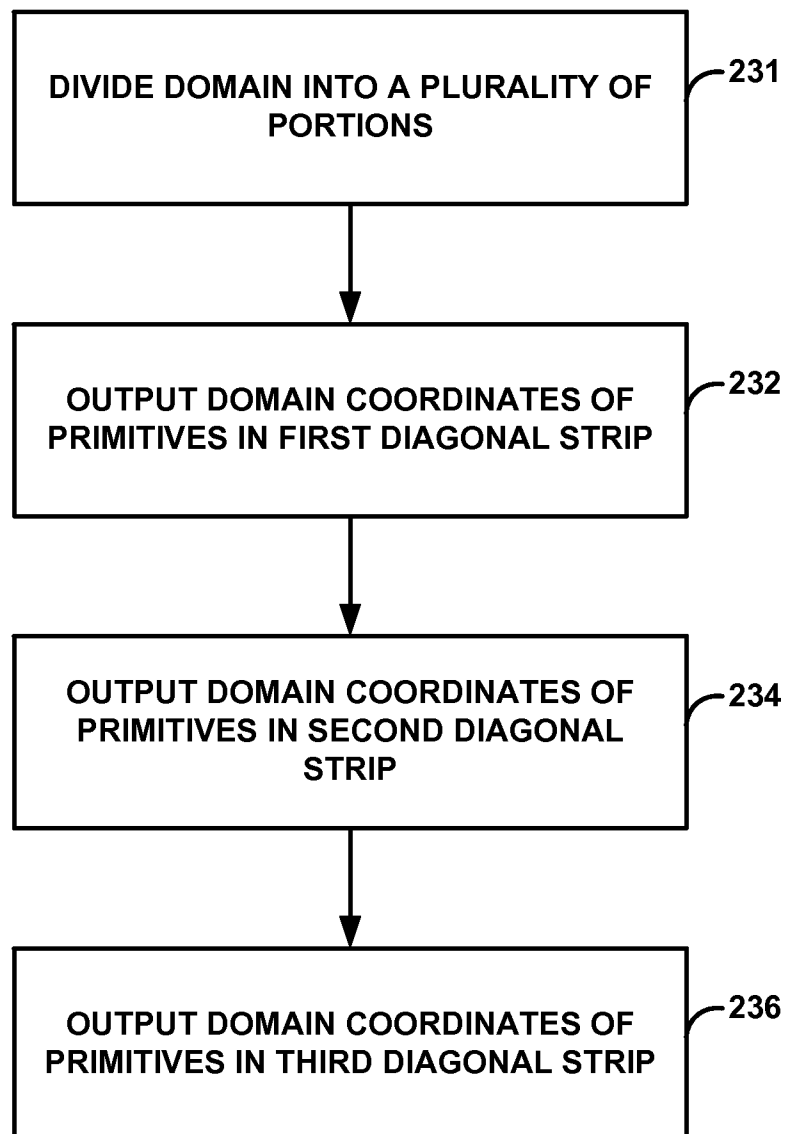 DIVIDE DOMAIN INTO A PLURALITY OF
PORTIONS
231
OUTPUT DOMAIN COORDINATES OF
PRIMITIVES IN FIRST DIAGONAL STRIP
232
OUTPUT DOMAIN COORDINATES OF
PRIMITIVES IN SECOND DIAGONAL
STRIP
234
OUTPUT DOMAIN COORDINATES OF
PRIMITIVES IN THIRD DIAGONAL STRIP
236